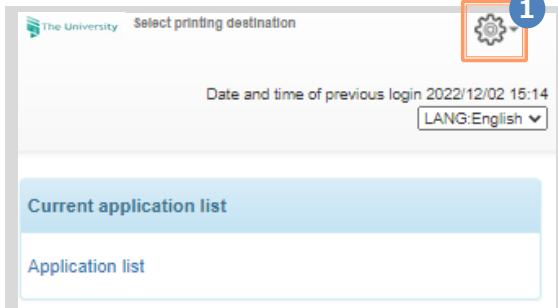 The University Select printing destination
1
Date and time of previous login 2022/12/02 15:14
LANG:English
Current application list
Application list